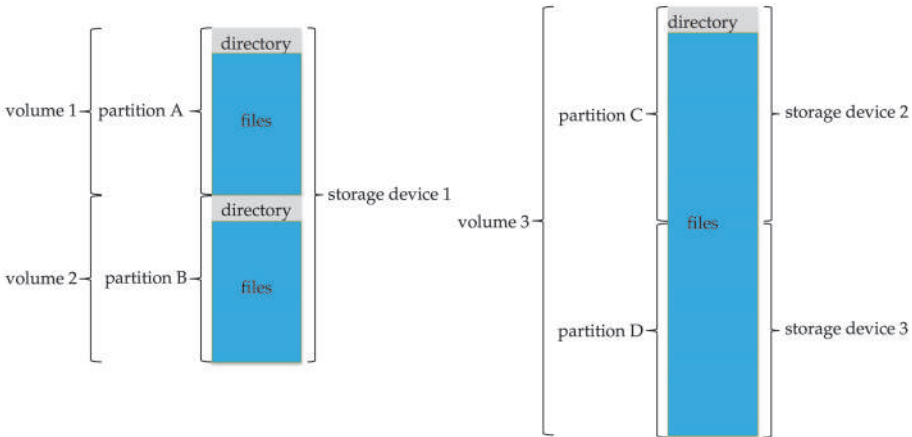 directory
volume 1
partition A
files
storage device 1
directory
volume 2
partition B
files
directory
partition C
storage device 2
volume 3
files
partition D
storage device 3